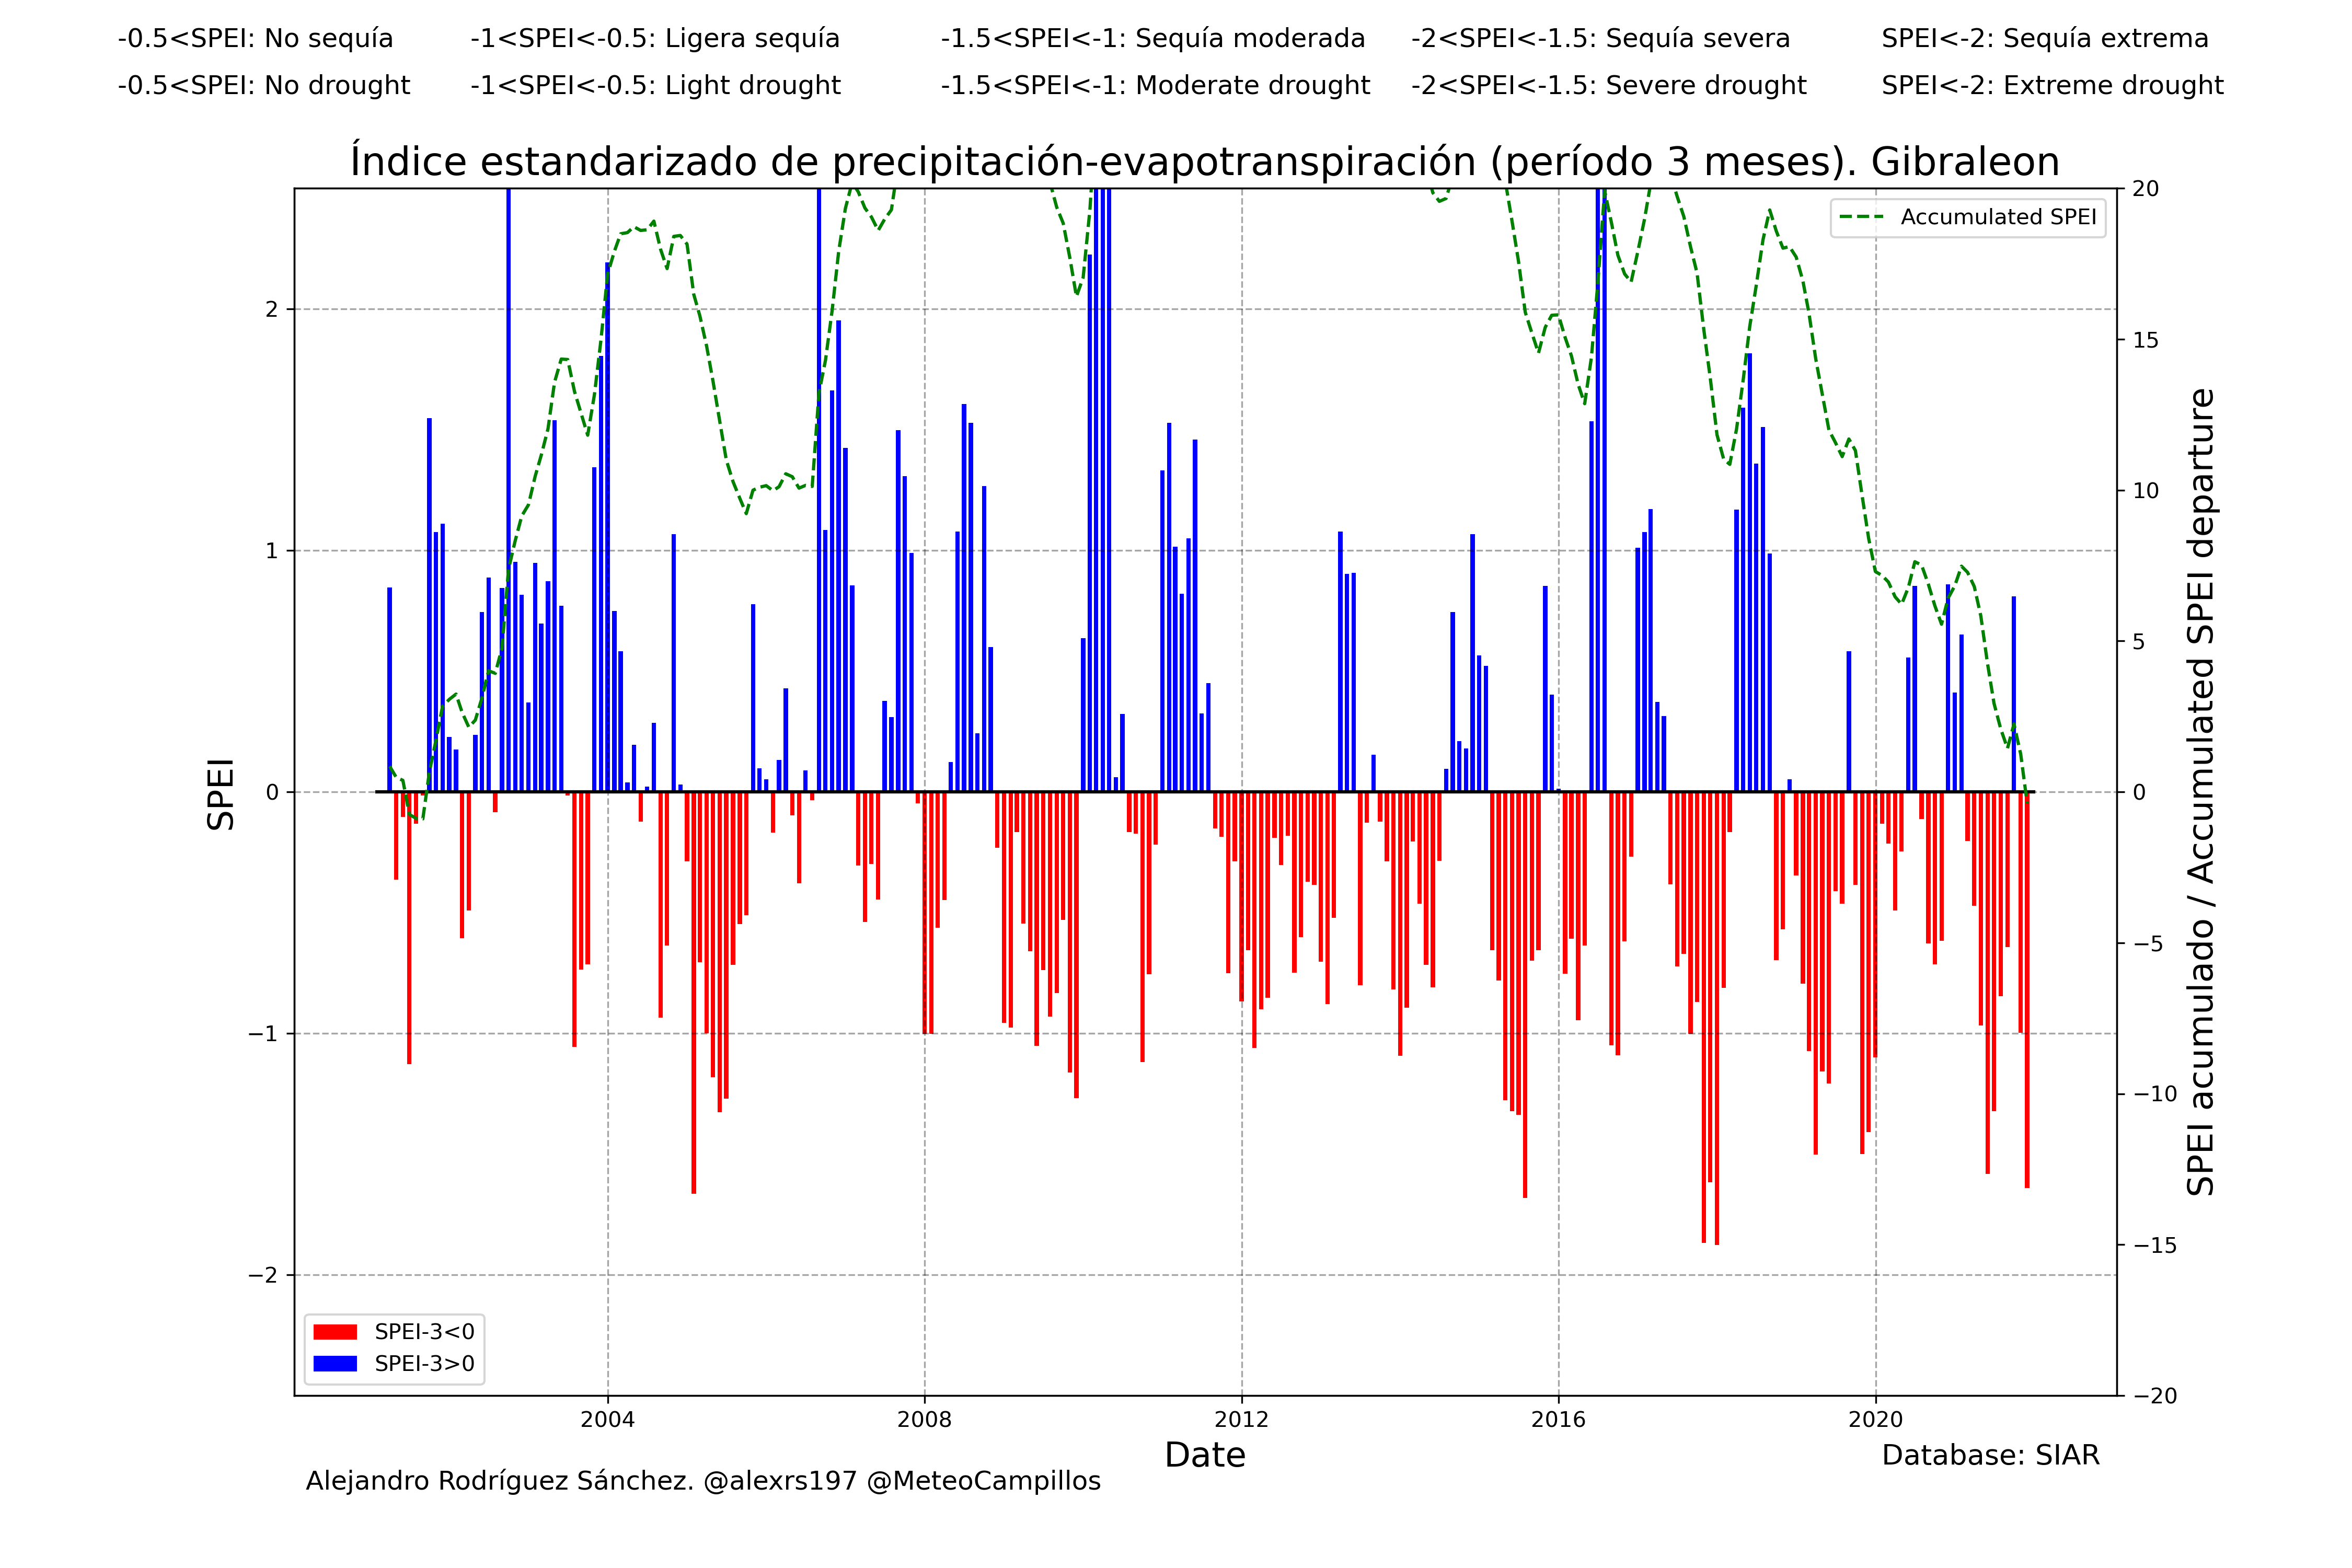 -0.5<SPEI: No sequía -1<SPEI<-0.5: Ligera sequía -1.5<SPEI<-1: Sequía moderada -2<SPEI<-1.5: Sequía severa SPEI<-2: Sequía extrema
-0.5<SPEI: No drought -1<SPEI<-0.5: Light drought -1.5<SPEI<-1: Moderate drought -2<SPEI<-1.5: Severe drought SPEI<-2: Extreme drought
Índice estandarizado de precipitación-evapotranspiración (período 3 meses). Gibraleon
Accumulated SPEI
SPEI
2
1
0
−1
−2
20
15
10
5
0
−5
−10
−15
−20
SPEI acumulado / Accumulated SPEI departure
SPEI-3<0
SPEI-3>0
2004 2008 2012 2016 2020
Date
Database: SIAR
Alejandro Rodríguez Sánchez. @alexrs197 @MeteoCampillos